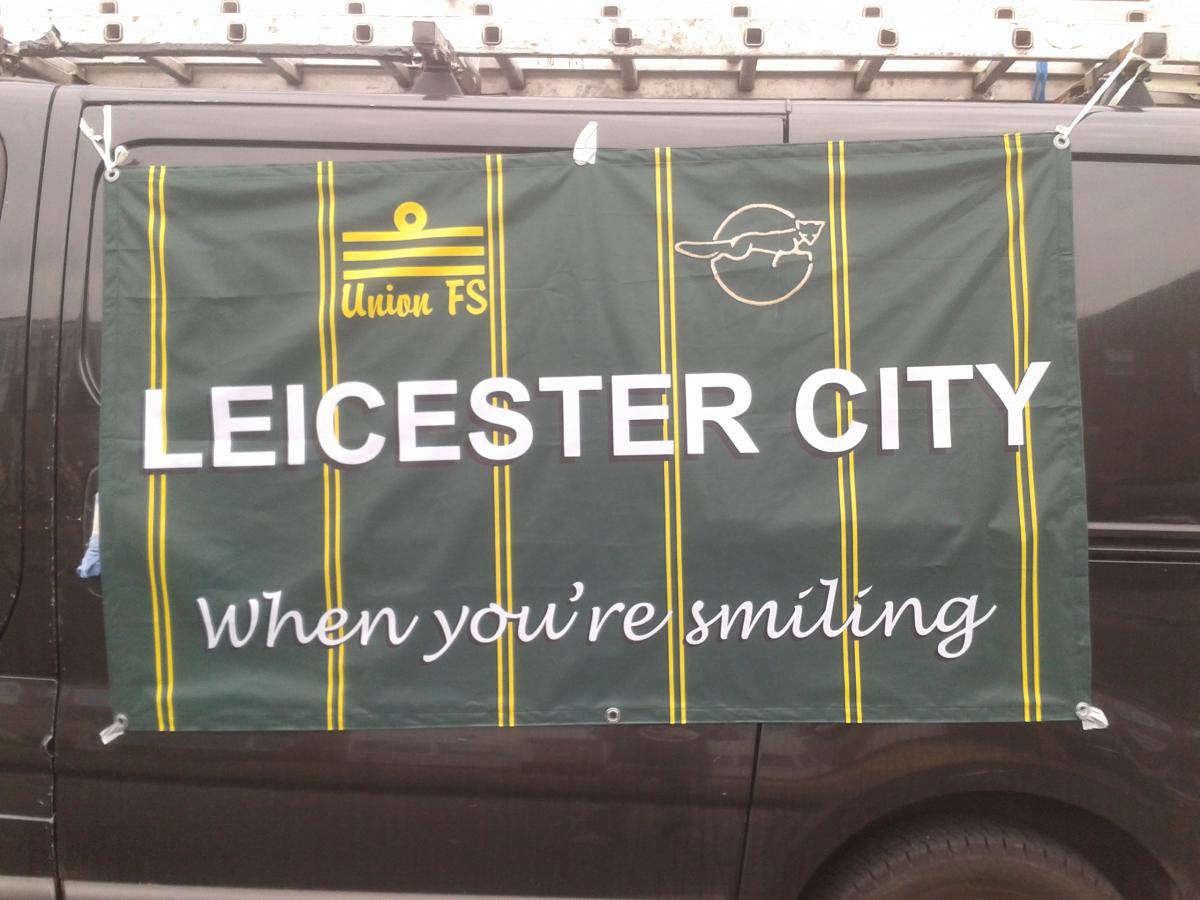 Union FS
LEICESTER CITY
When you're smiling